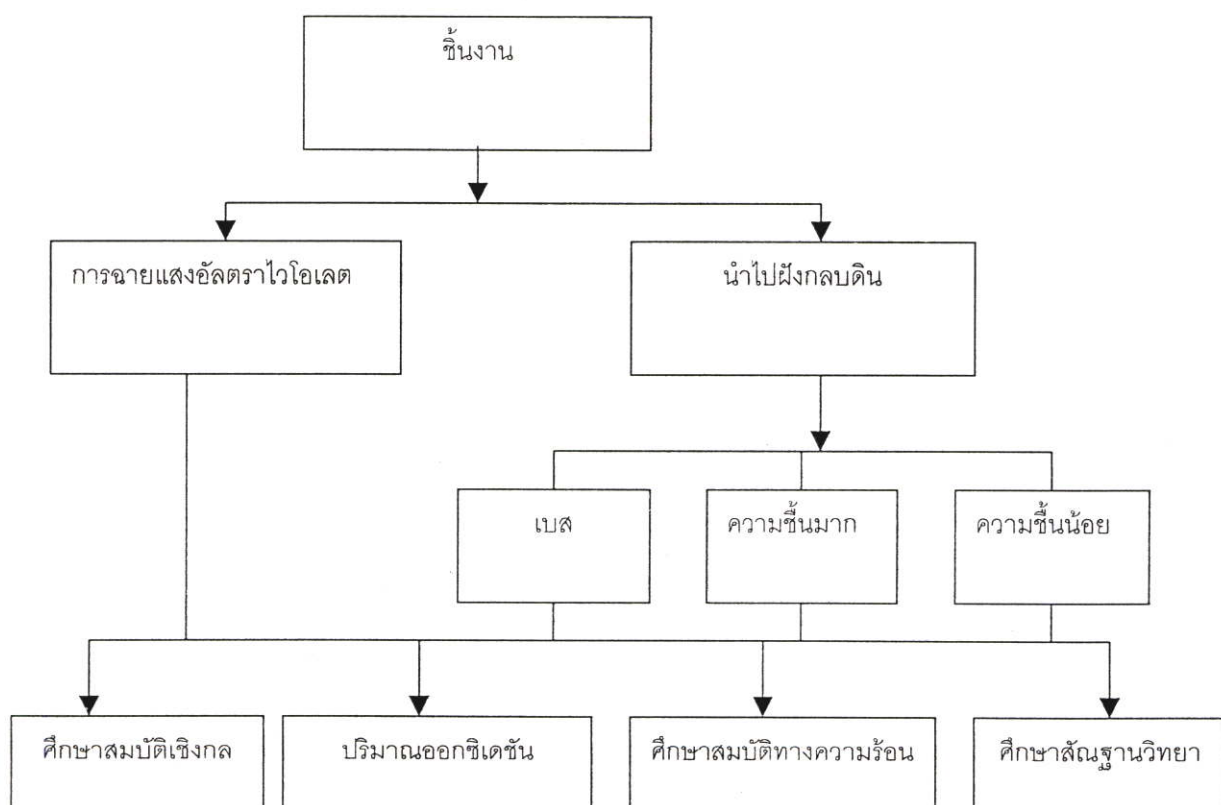 ชิ้นงาน
การฉายแสงอัลตราไวโอเลต
นำไปฝังกลบดิน
เบส
ความชื้นมาก
ความชื้นน้อย
ศึกษาสมบัติเชิงกล
ปริมาณออกซิเดชัน
ศึกษาสมบัติทางความร้อน
ศึกษาสัณฐานวิทยา